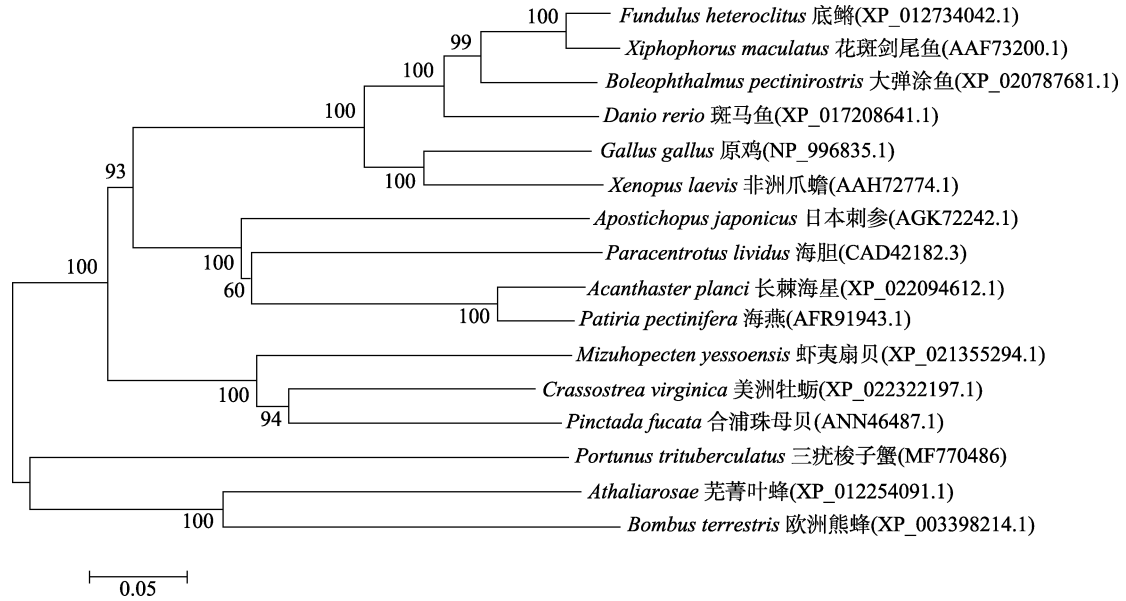 100
Fundulus heteroclitus 底鳉(XP_012734042.1)
99
Xiphophorus maculatus 花斑剑尾鱼(AAF73200.1)
100
Boleophthalmus pectinirostris 大弹涂鱼(XP_020787681.1)
100
Danio rerio 斑马鱼(XP_017208641.1)
Gallus gallus 原鸡(NP_996835.1)
93
100
Xenopus laevis 非洲爪蟾(AAH72774.1)
Apostichopus japonicus 日本刺参(AGK72242.1)
100
100
Paracentrotus lividus 海胆(CAD42182.3)
60
Acanthaster planci 长棘海星(XP_022094612.1)
100
Patiria pectinifera 海燕(AFR91943.1)
Mizuhopecten yessoensis 虾夷扇贝(XP_021355294.1)
100
Crassostrea virginica 美洲牡蛎(XP_022322197.1)
94
Pinctada fucata 合浦珠母贝(ANN46487.1)
Portunus trituberculatus 三疣梭子蟹(MF770486)
Athaliarosae 芜菁叶蜂(XP_012254091.1)
100
Bombus terrestris 欧洲熊蜂(XP_003398214.1)
0.05